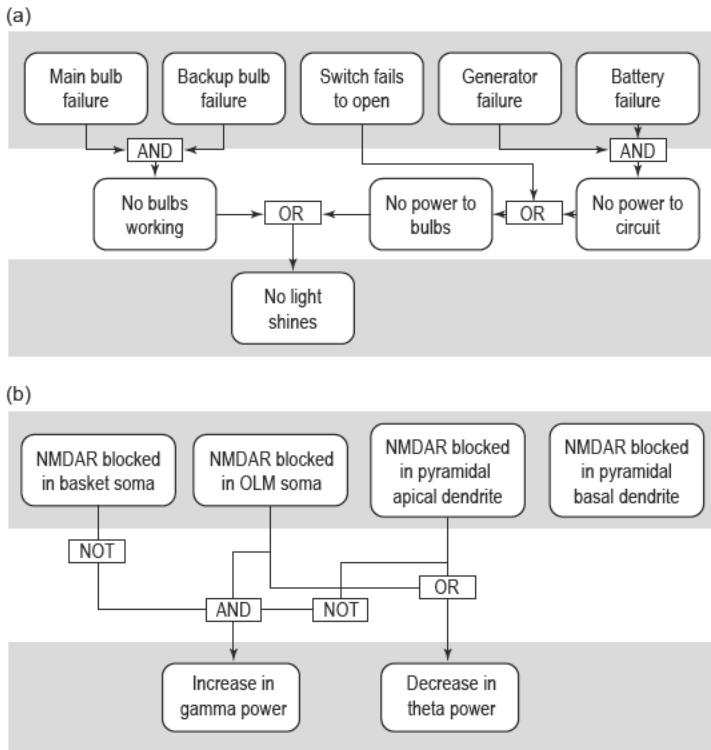 (a)
Main bulb
failure
Backup bulb
failure
Switch fails
to open
Generator
failure
Battery
failure
AND
AND
No bulbs
working
OR
No power to
bulbs
OR
No power to
circuit
No light
shines
(b)
NMDAR blocked
in basket soma
NMDAR blocked
in OLM soma
NMDAR blocked
in pyramidal
apical dendrite
NMDAR blocked
in pyramidal
basal dendrite
NOT
AND
NOT
OR
Increase in
gamma power
Decrease in
theta power